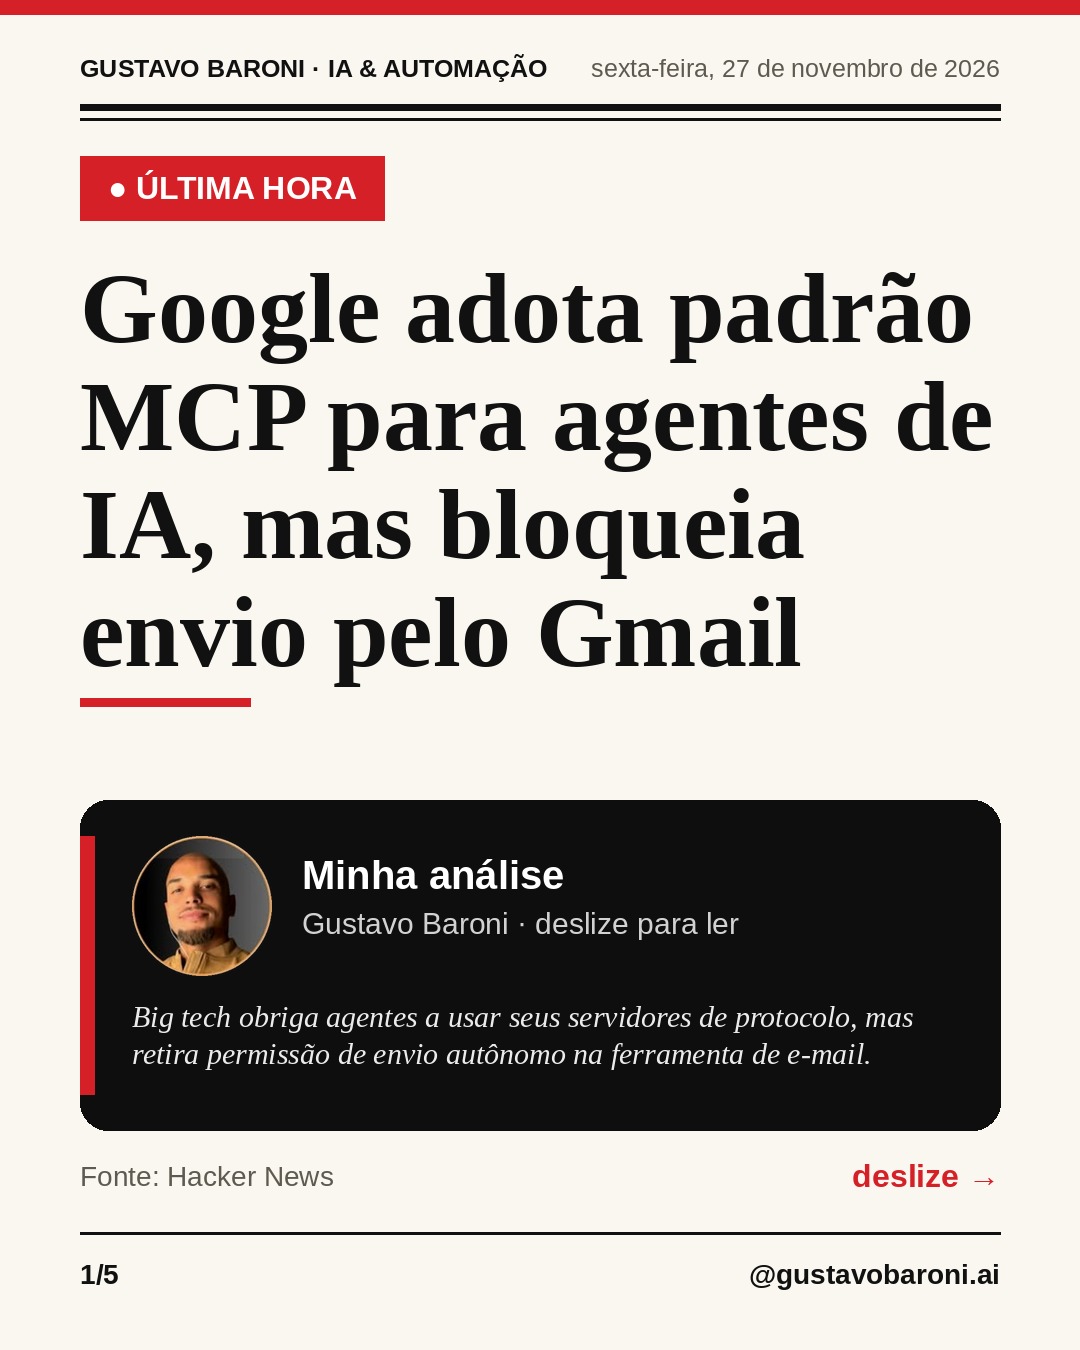 GUSTAVO BARONI · IA & AUTOMAÇÃO
sexta-feira, 27 de novembro de 2026
● ÚLTIMA HORA
Google adota padrão
MCP para agentes de
IA, mas bloqueia
envio pelo Gmail
Minha análise
Gustavo Baroni · deslize para ler
Big tech obriga agentes a usar seus servidores de protocolo, mas
retira permissão de envio autônomo na ferramenta de e-mail.
Fonte: Hacker News
deslize →
1/5
@gustavobaroni.ai